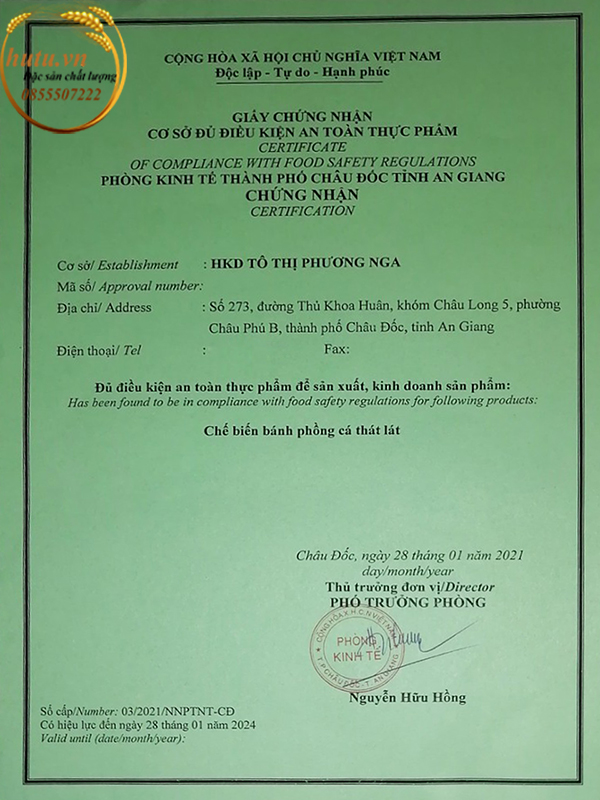 hutu.vn
Đặc sản chất lượng
0855507222
CỘNG HÒA XÃ HỘI CHỦ NGHĨA VIỆT NAM
Độc lập - Tự do - Hạnh phúc
GIẤY CHỨNG NHẬN
CƠ SỞ ĐỦ ĐIỀU KIỆN AN TOÀN THỰC PHẨM
CERTIFICATE
OF COMPLIANCE WITH FOOD SAFETY REGULATIONS
PHÒNG KINH TẾ THÀNH PHỐ CHÂU ĐỐC TỈNH AN GIANG
CHỨNG NHẬN
CERTIFICATION
Cơ sở/ Establishment : HKD TÔ THỊ PHƯƠNG NGA
Mã số/ Approval number:
Địa chỉ/ Address : Số 273, đường Thủ Khoa Huân, khóm Châu Long 5, phường
Châu Phú B, thành phố Châu Đốc, tỉnh An Giang
Điện thoại/ Tel : Fax:
Đủ điều kiện an toàn thực phẩm để sản xuất, kinh doanh sản phẩm:
Has been found to be in compliance with food safety regulations for following products:
Chế biến bánh phồng cá thát lát
Châu Đốc, ngày 28 tháng 01 năm 2021
day/month/year
Thủ trưởng đơn vị/Director
PHÓ TRƯỞNG PHÒNG
CỘNG HÒA X.H.C.N VIỆT NAM
PHÒNG
KINH TẾ
T.P CHÂU ĐỐC - T. AN GIANG
Nguyễn Hữu Hồng
Số cấp/Number: 03/2021/NNPTNT-CĐ
Có hiệu lực đến ngày 28 tháng 01 năm 2024
Valid until (date/month/year):